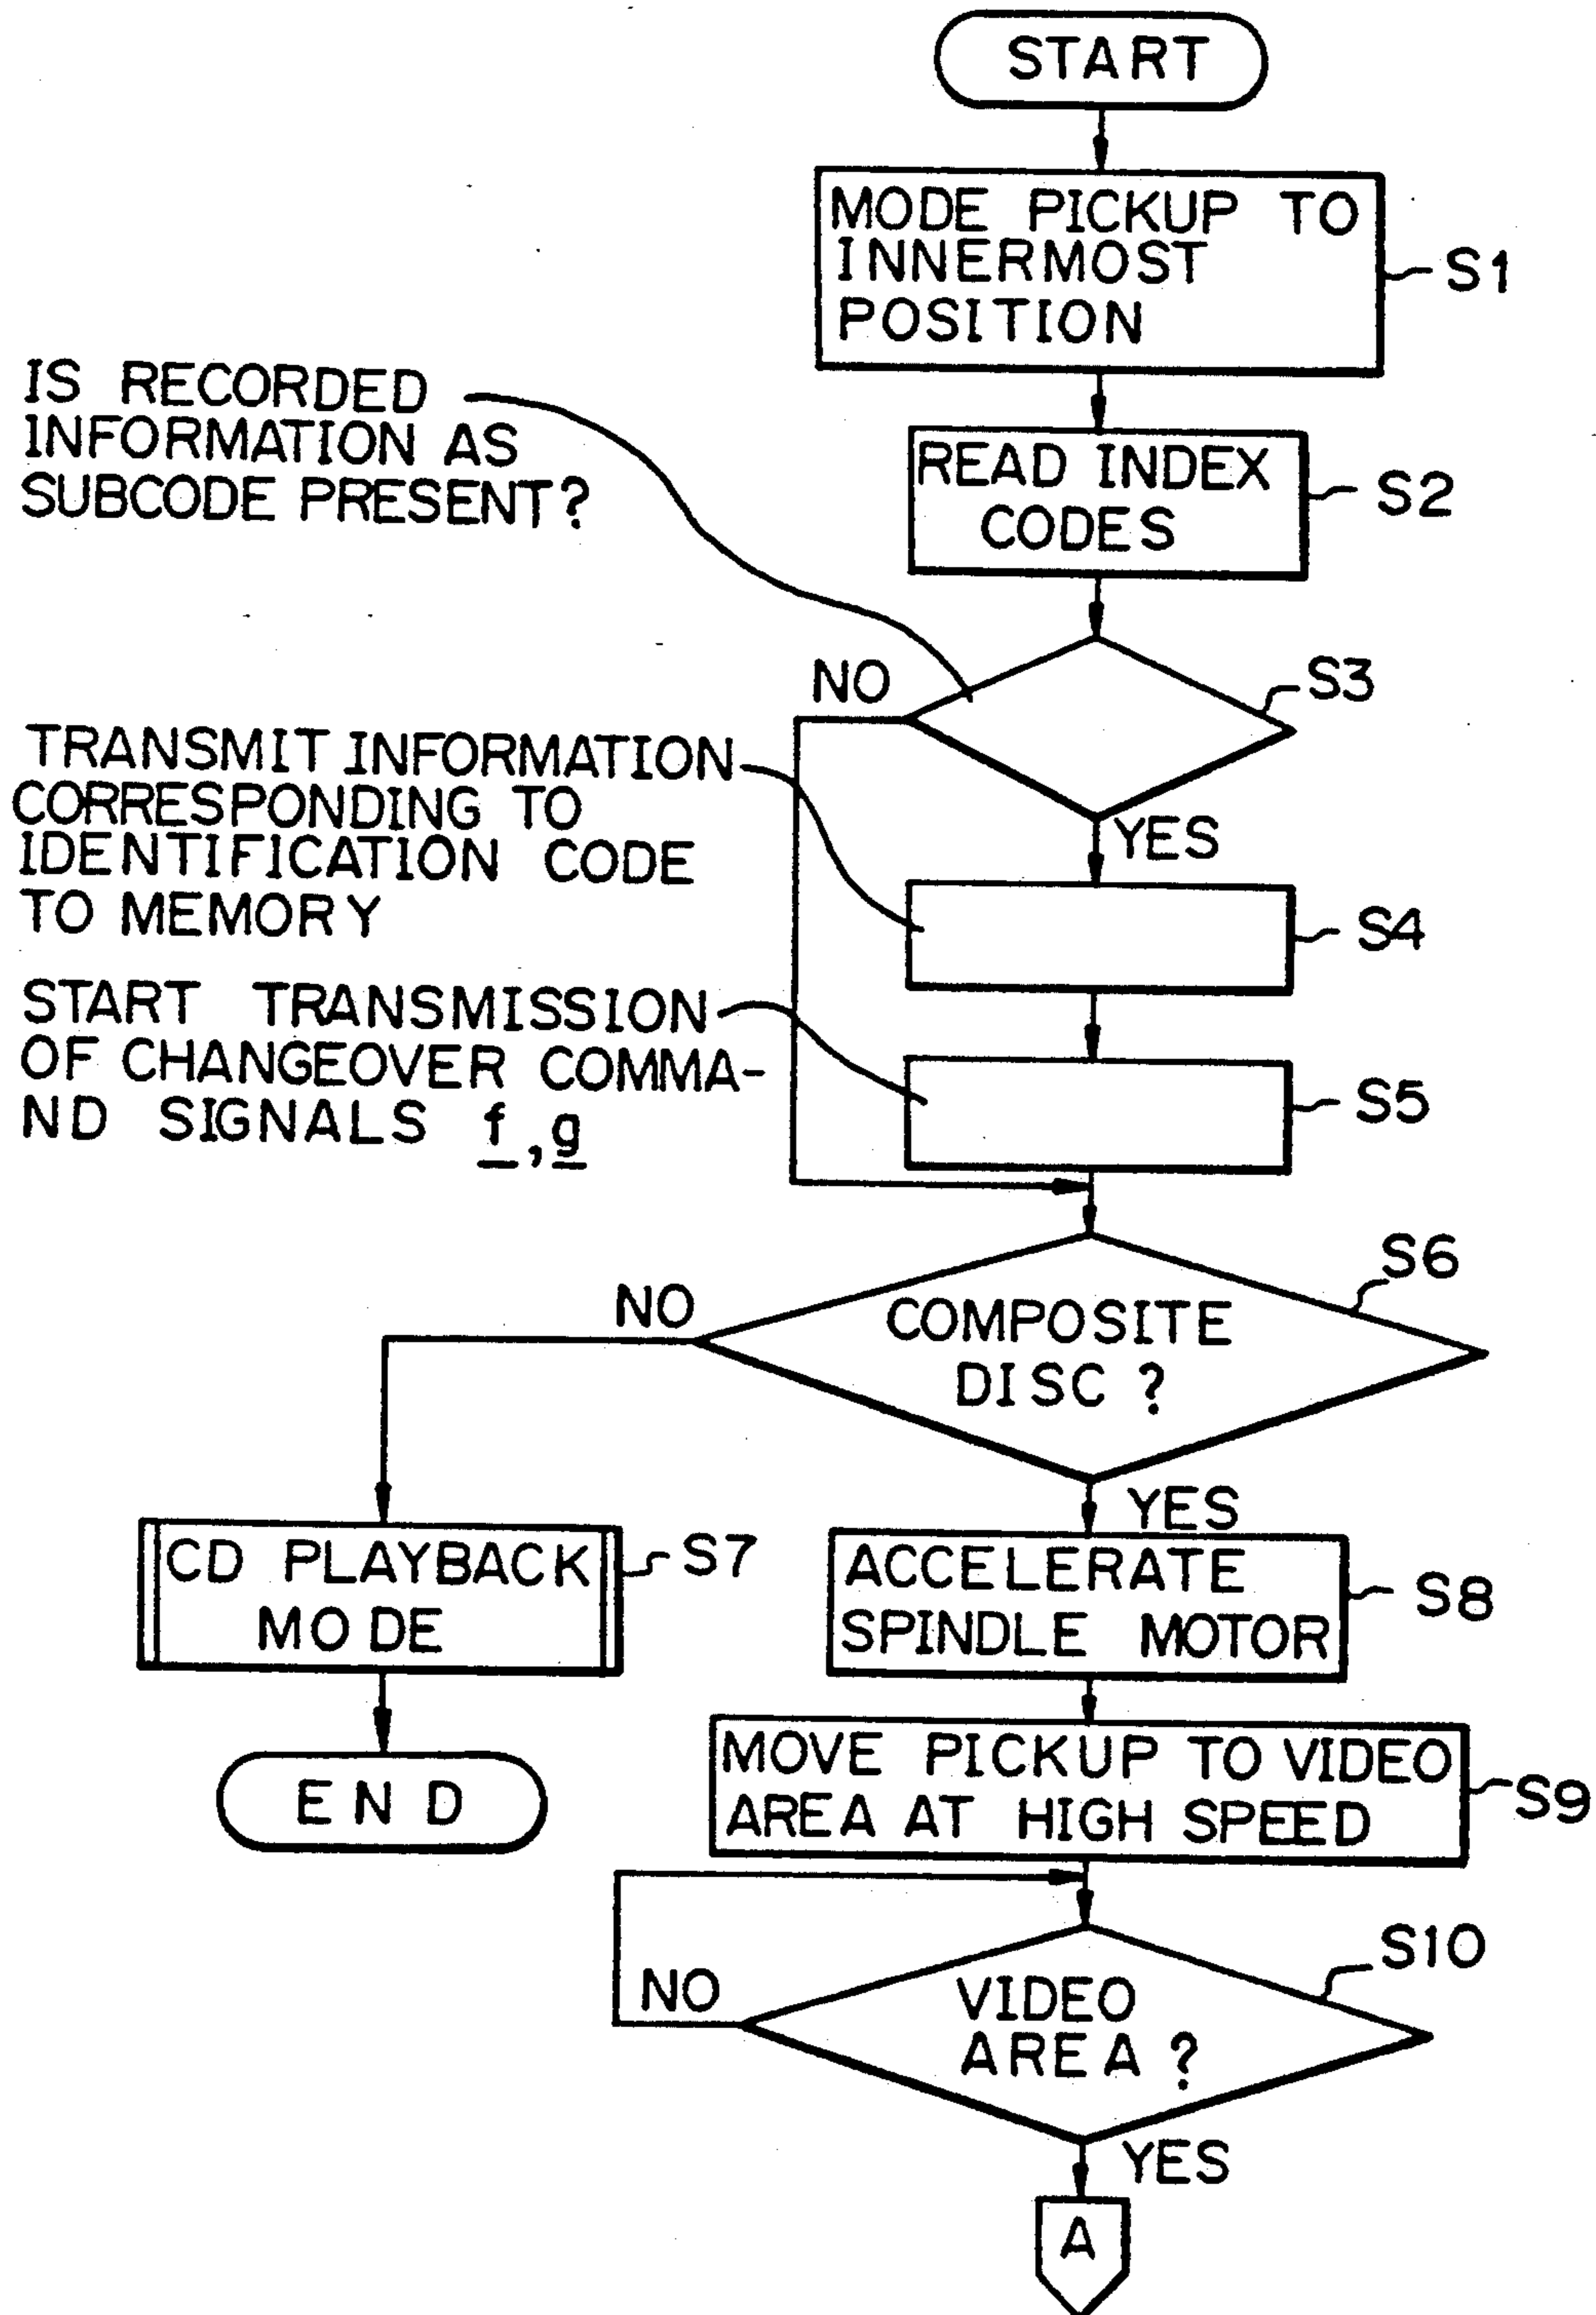 START
MODE PICKUP TO
INNERMOST
POSITION
S1
IS RECORDED
INFORMATION AS
SUBCODE PRESENT?
READ INDEX
CODES
S2
NO
S3
YES
TRANSMIT INFORMATION
CORRESPONDING TO
IDENTIFICATION CODE
TO MEMORY
S4
START TRANSMISSION
OF CHANGEOVER COMMA-
ND SIGNALS f, g
S5
S6
NO
COMPOSITE
DISC ?
YES
CD PLAYBACK
MODE
S7
ACCELERATE
SPINDLE MOTOR
S8
END
MOVE PICKUP TO VIDEO
AREA AT HIGH SPEED
S9
S10
NO
VIDEO
AREA ?
YES
A